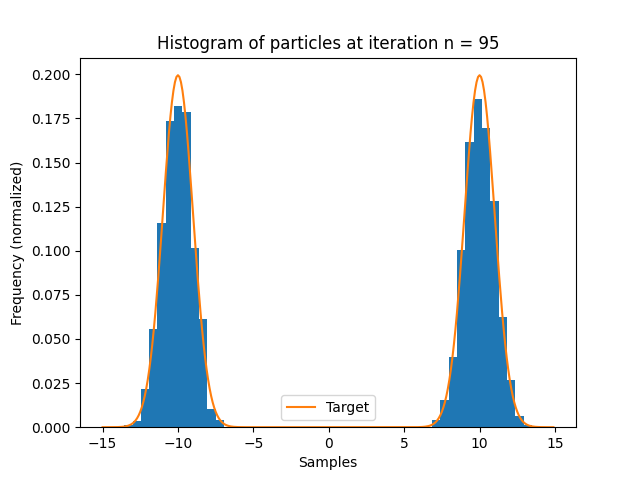 Histogram of particles at iteration n = 95
Frequency (normalized)
0.200
0.175
0.150
0.125
0.100
0.075
0.050
0.025
0.000
Target
−15 −10 −5 0 5 10 15
Samples